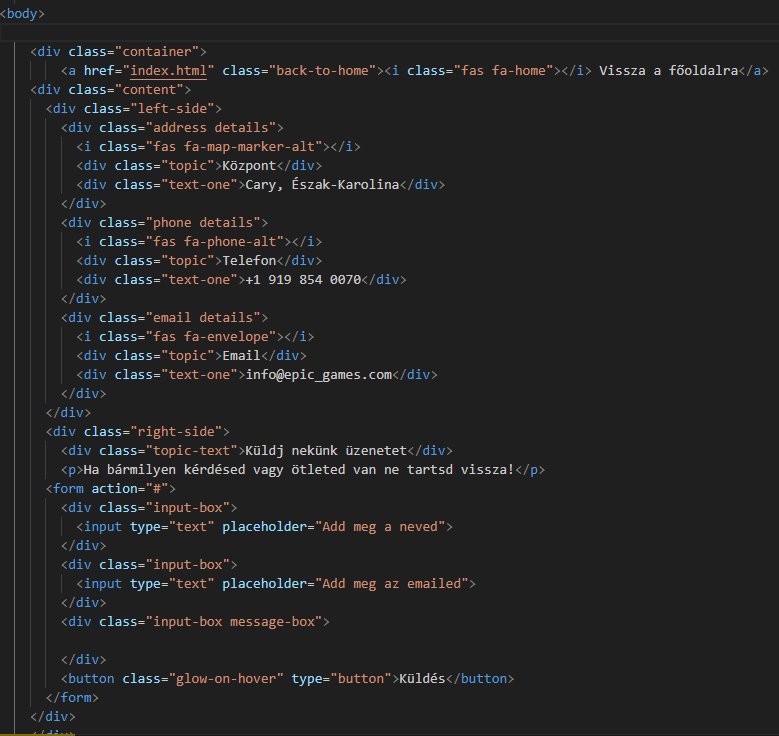 <body>
<div class="container">
<a href="index.html" class="back-to-home"><i class="fas fa-home"></i> Vissza a főoldalra</a>
<div class="content">
<div class="left-side">
<div class="address details">
<i class="fas fa-map-marker-alt"></i>
<div class="topic">Központ</div>
<div class="text-one">Cary, Észak-Karolina</div>
</div>
<div class="phone details">
<i class="fas fa-phone-alt"></i>
<div class="topic">Telefon</div>
<div class="text-one">+1 919 854 0070</div>
</div>
<div class="email details">
<i class="fas fa-envelope"></i>
<div class="topic">Email</div>
<div class="text-one">info@epic_games.com</div>
</div>
</div>
<div class="right-side">
<div class="topic-text">Küldj nekünk üzenetet</div>
<p>Ha bármilyen kérdésed vagy ötleted van ne tartsd vissza!</p>
<form action="#">
<div class="input-box">
<input type="text" placeholder="Add meg a neved">
</div>
<div class="input-box">
<input type="text" placeholder="Add meg az emailed">
</div>
<div class="input-box message-box">
</div>
<button class="glow-on-hover" type="button">Küldés</button>
</form>
</div>
</div>